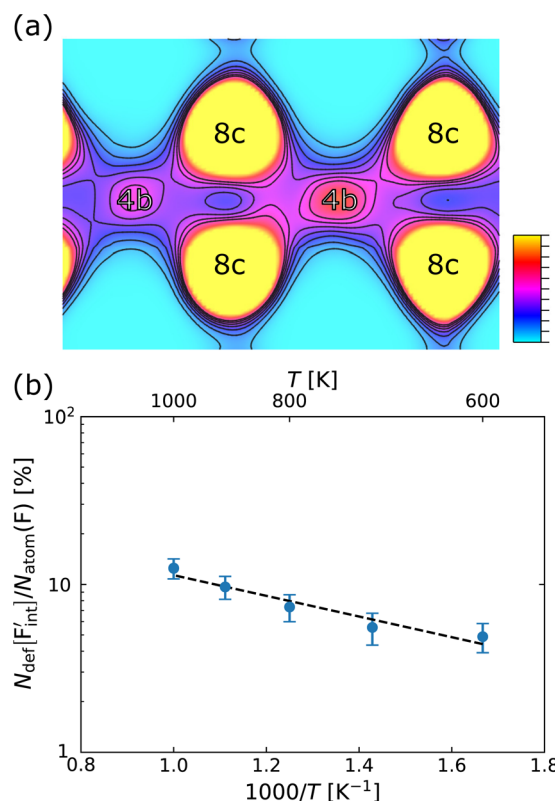 (a)
8c 8c
4b 4b
8c 8c
(b)
T [K]
1000 800 600
10²
10
1
N_def[F′_int]/N_atom(F) [%]
0.8 1.0 1.2 1.4 1.6 1.8
1000/T [K⁻¹]